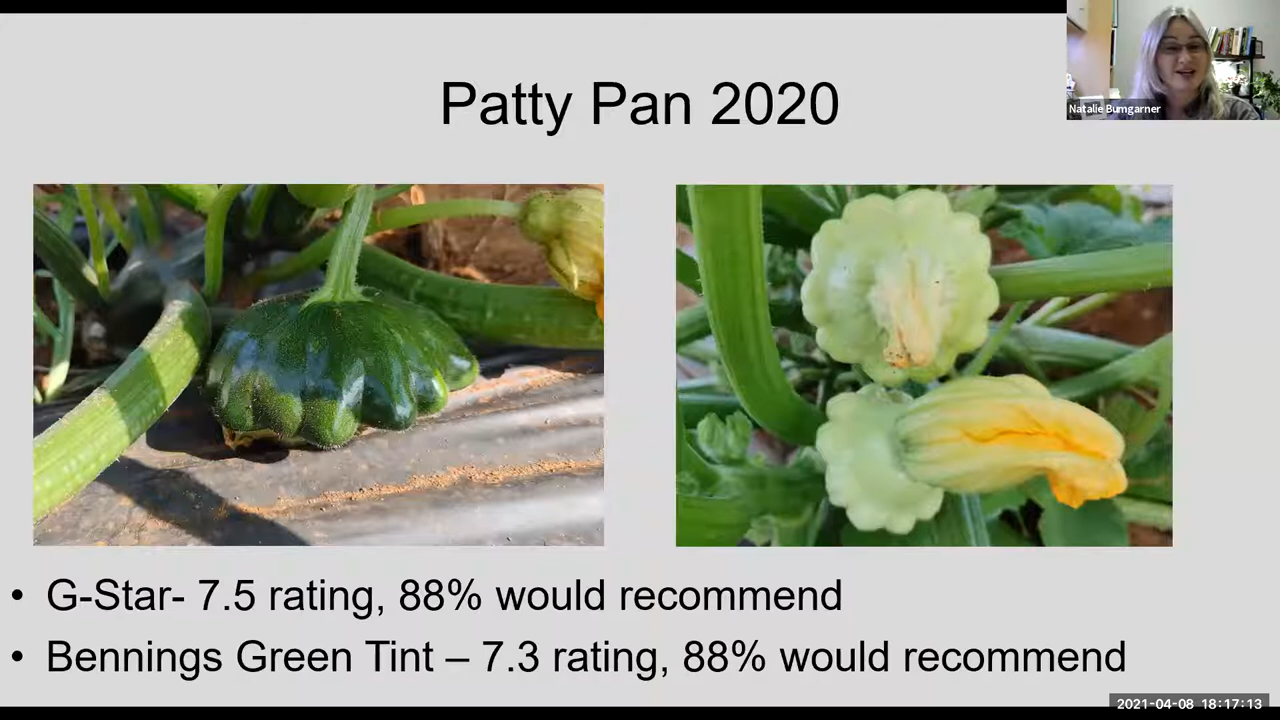 Patty Pan 2020
Natalie Bumgarner
• G-Star- 7.5 rating, 88% would recommend
• Bennings Green Tint – 7.3 rating, 88% would recommend
2021-04-08 18:17:13